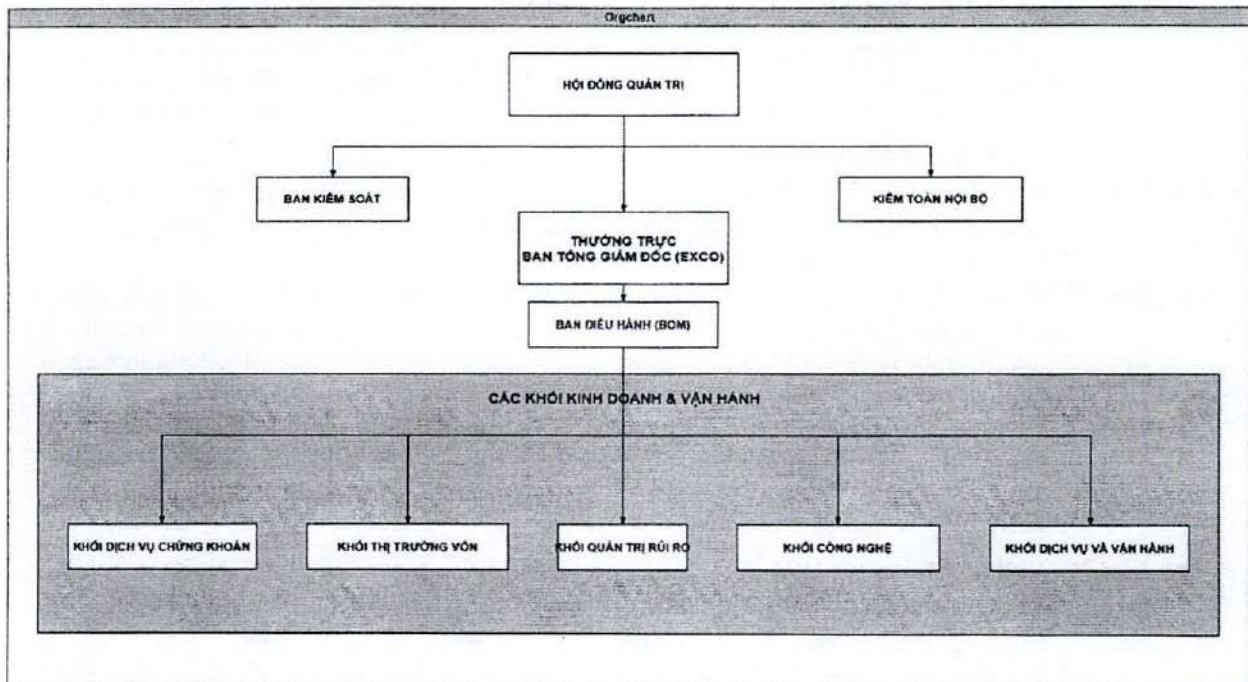 Orgchart
HỘI ĐỒNG QUẢN TRỊ
BAN KIỂM SOÁT
KIỂM TOÁN NỘI BỘ
THƯỜNG TRỰC
BAN TỔNG GIÁM ĐỐC (EXCO)
BAN ĐIỀU HÀNH (BOM)
CÁC KHỐI KINH DOANH & VẬN HÀNH
KHỐI DỊCH VỤ CHỨNG KHOÁN
KHỐI THỊ TRƯỜNG VỐN
KHỐI QUẢN TRỊ RỦI RO
KHỐI CÔNG NGHỆ
KHỐI DỊCH VỤ VÀ VẬN HÀNH